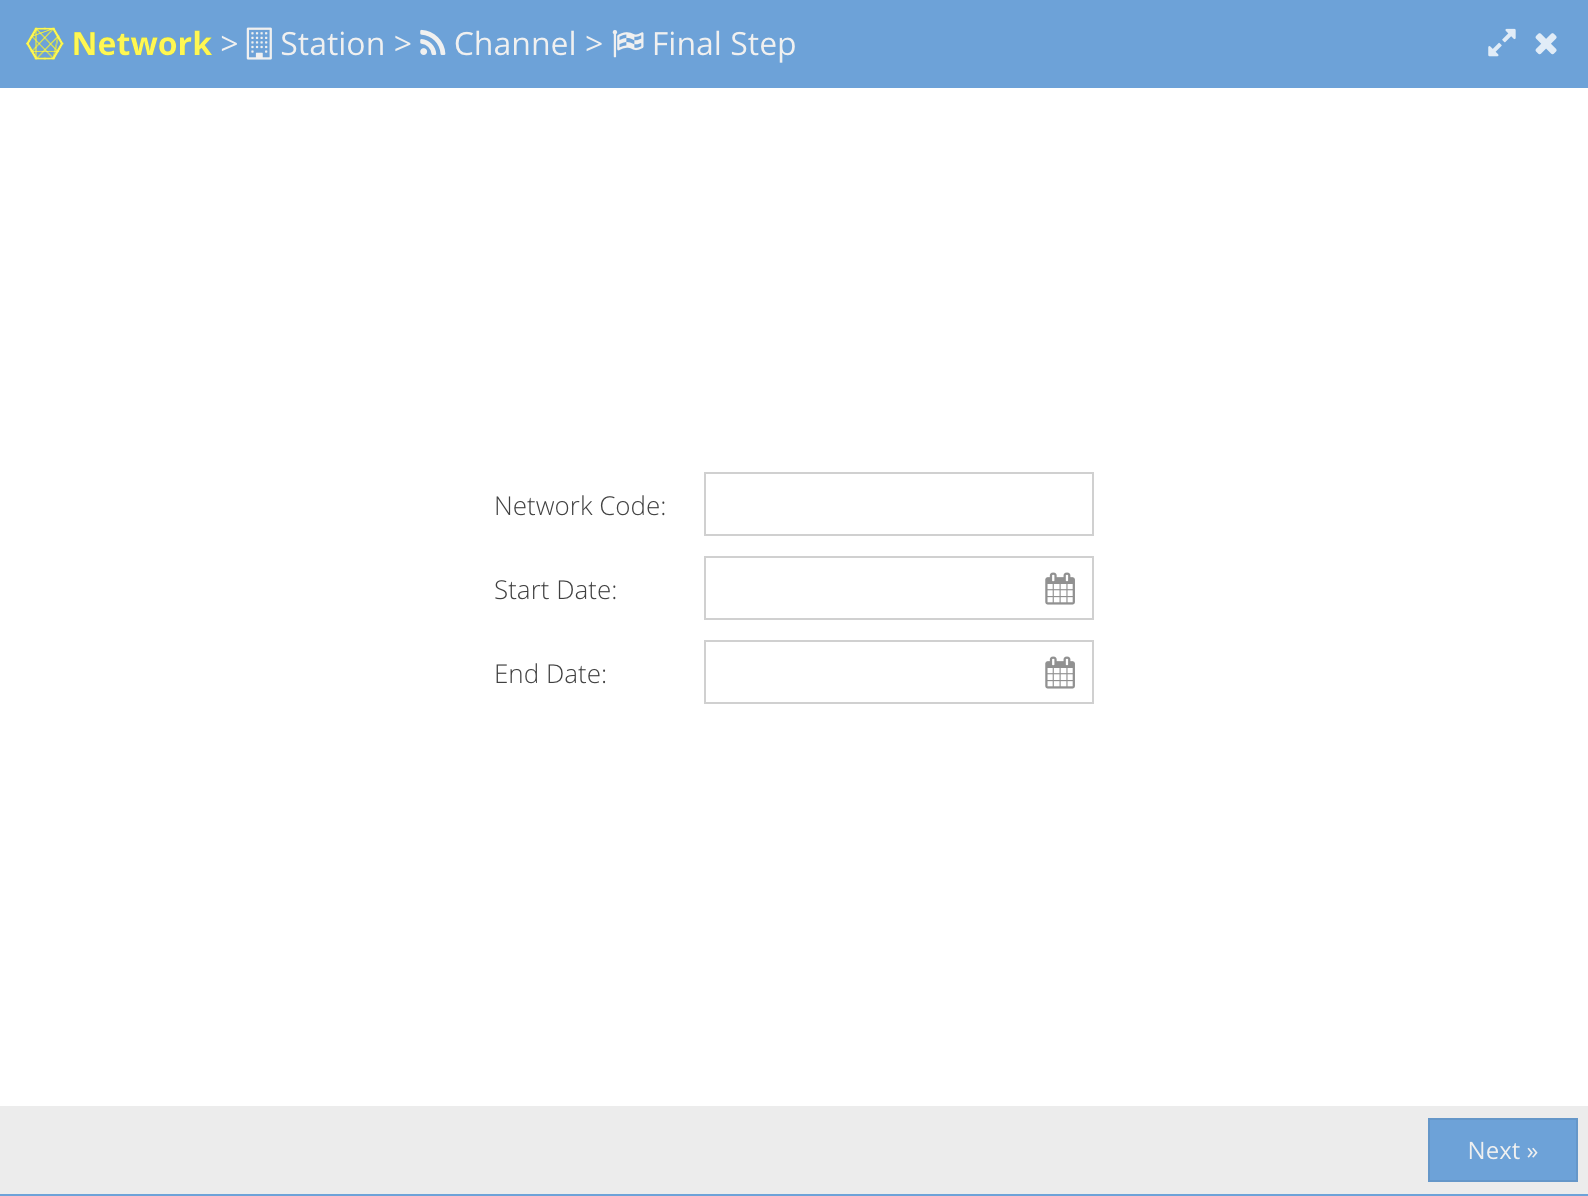 Network > Station > Channel > Final Step
Network Code:
Start Date:
End Date:
Next »